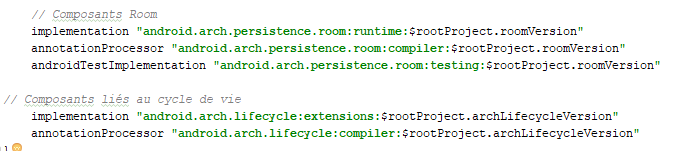 // Composants Room
implementation "android.arch.persistence.room:runtime:$rootProject.roomVersion"
annotationProcessor "android.arch.persistence.room:compiler:$rootProject.roomVersion"
androidTestImplementation "android.arch.persistence.room:testing:$rootProject.roomVersion"
// Composants liés au cycle de vie
implementation "android.arch.lifecycle:extensions:$rootProject.archLifecycleVersion"
annotationProcessor "android.arch.lifecycle:compiler:$rootProject.archLifecycleVersion"